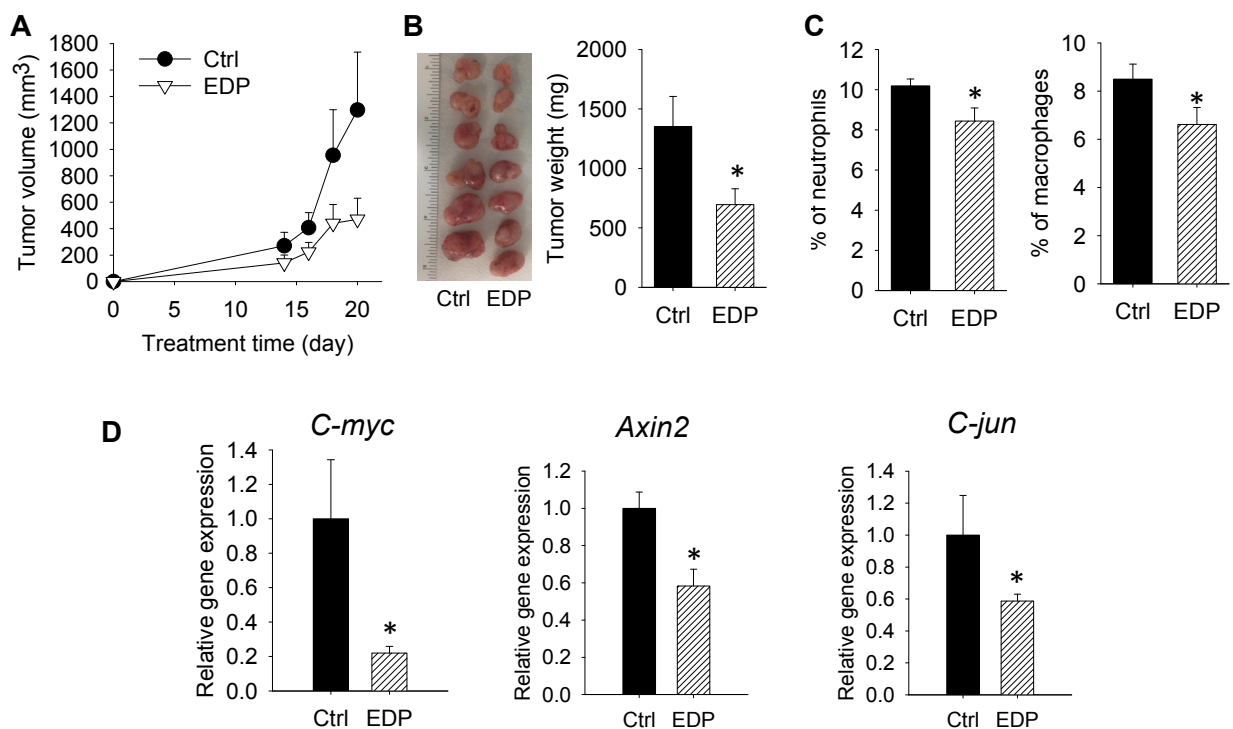 A
Tumor volume (mm3)
1800
1600
1400
1200
1000
800
600
400
200
0
Ctrl
EDP
0 5 10 15 20
Treatment time (day)
B
Ctrl EDP
Tumor weight (mg)
2000
1500
1000
500
0
*
Ctrl EDP
C
% of neutrophils
12
10
8
6
4
2
0
*
Ctrl EDP
% of macrophages
10
8
6
4
2
0
*
Ctrl EDP
D
C-myc
Relative gene expression
1.4
1.2
1.0
0.8
0.6
0.4
0.2
0.0
*
Ctrl EDP
Axin2
Relative gene expression
1.2
1.0
0.8
0.6
0.4
0.2
0.0
*
Ctrl EDP
C-jun
Relative gene expression
1.4
1.2
1.0
0.8
0.6
0.4
0.2
0.0
*
Ctrl EDP